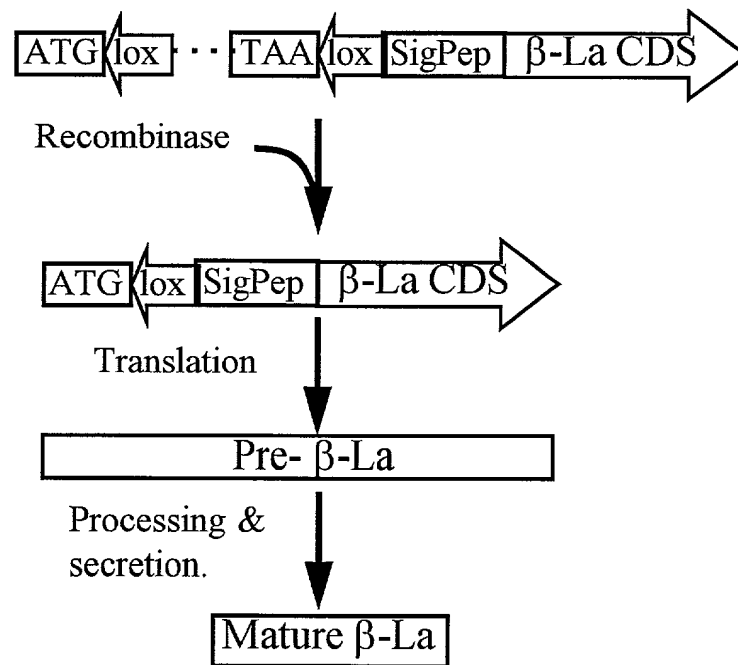 ATG lox ··· TAA lox SigPep β-La CDS
Recombinase
ATG lox SigPep β-La CDS
Translation
Pre- β-La
Processing &
secretion.
Mature β-La